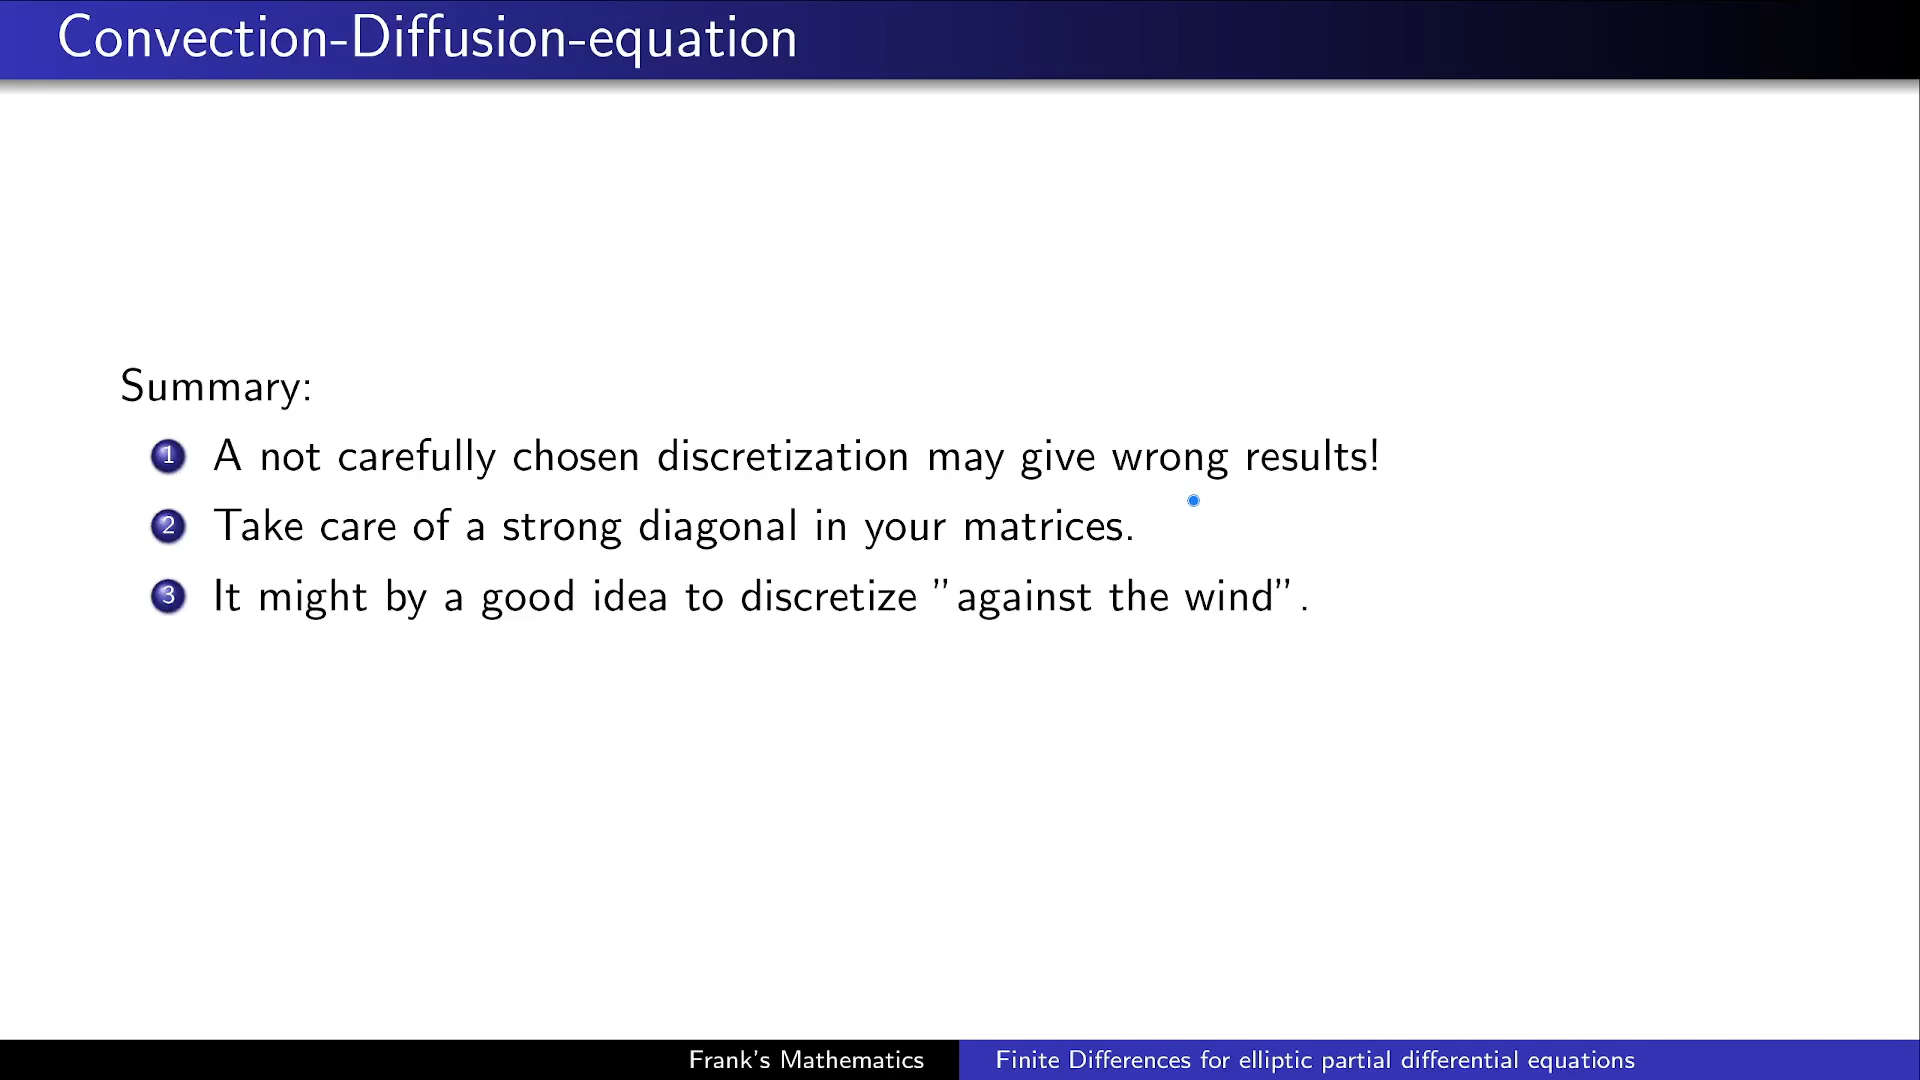 Convection-Diffusion-equation
Summary:
1 A not carefully chosen discretization may give wrong results!
2 Take care of a strong diagonal in your matrices.
3 It might by a good idea to discretize ”against the wind”.
Frank's Mathematics
Finite Differences for elliptic partial differential equations